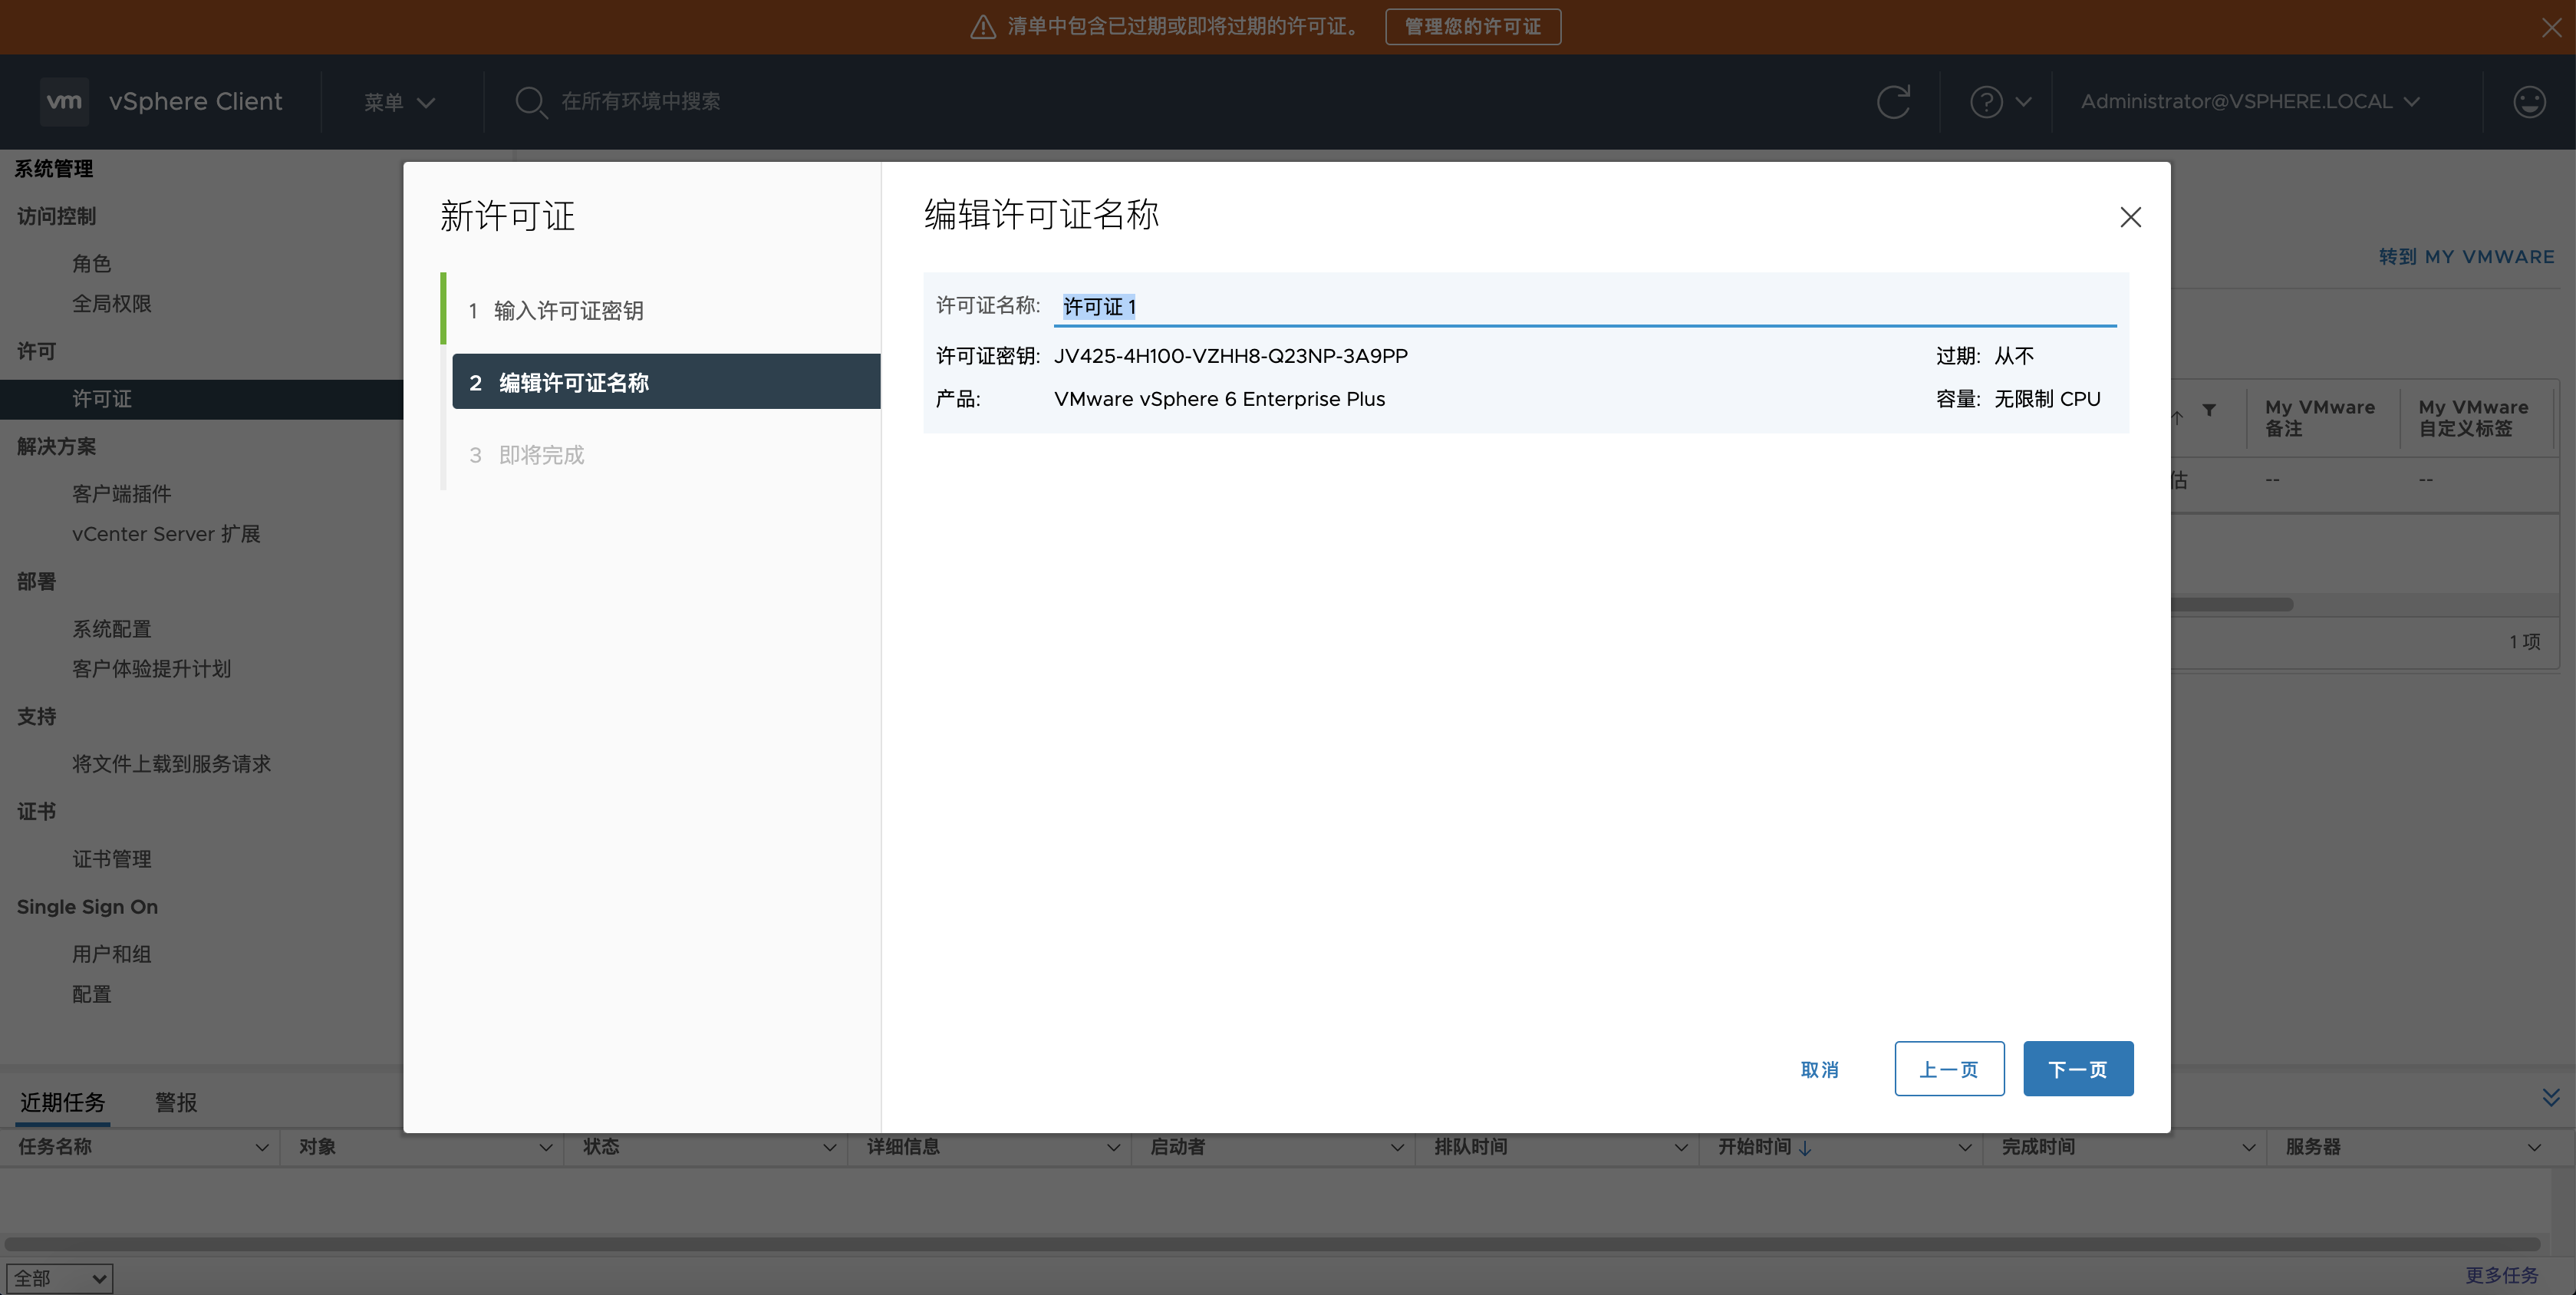 清单中包含已过期或即将过期的许可证。 管理您的许可证
vm vSphere Client 菜单 在所有环境中搜索 Administrator@VSPHERE.LOCAL
系统管理
访问控制
角色
全局权限
许可
许可证
解决方案
客户端插件
vCenter Server 扩展
部署
系统配置
客户体验提升计划
支持
将文件上载到服务请求
证书
证书管理
Single Sign On
用户和组
配置
新许可证
1 输入许可证密钥
2 编辑许可证名称
3 即将完成
编辑许可证名称
许可证名称: 许可证 1
许可证密钥: JV425-4H100-VZHH8-Q23NP-3A9PP 过期: 从不
产品: VMware vSphere 6 Enterprise Plus 容量: 无限制 CPU
取消 上一页 下一页
转到 MY VMWARE
My VMware 备注 My VMware 自定义标签
估 -- --
1 项
近期任务 警报
任务名称 对象 状态 详细信息 启动者 排队时间 开始时间 完成时间 服务器
全部 更多任务